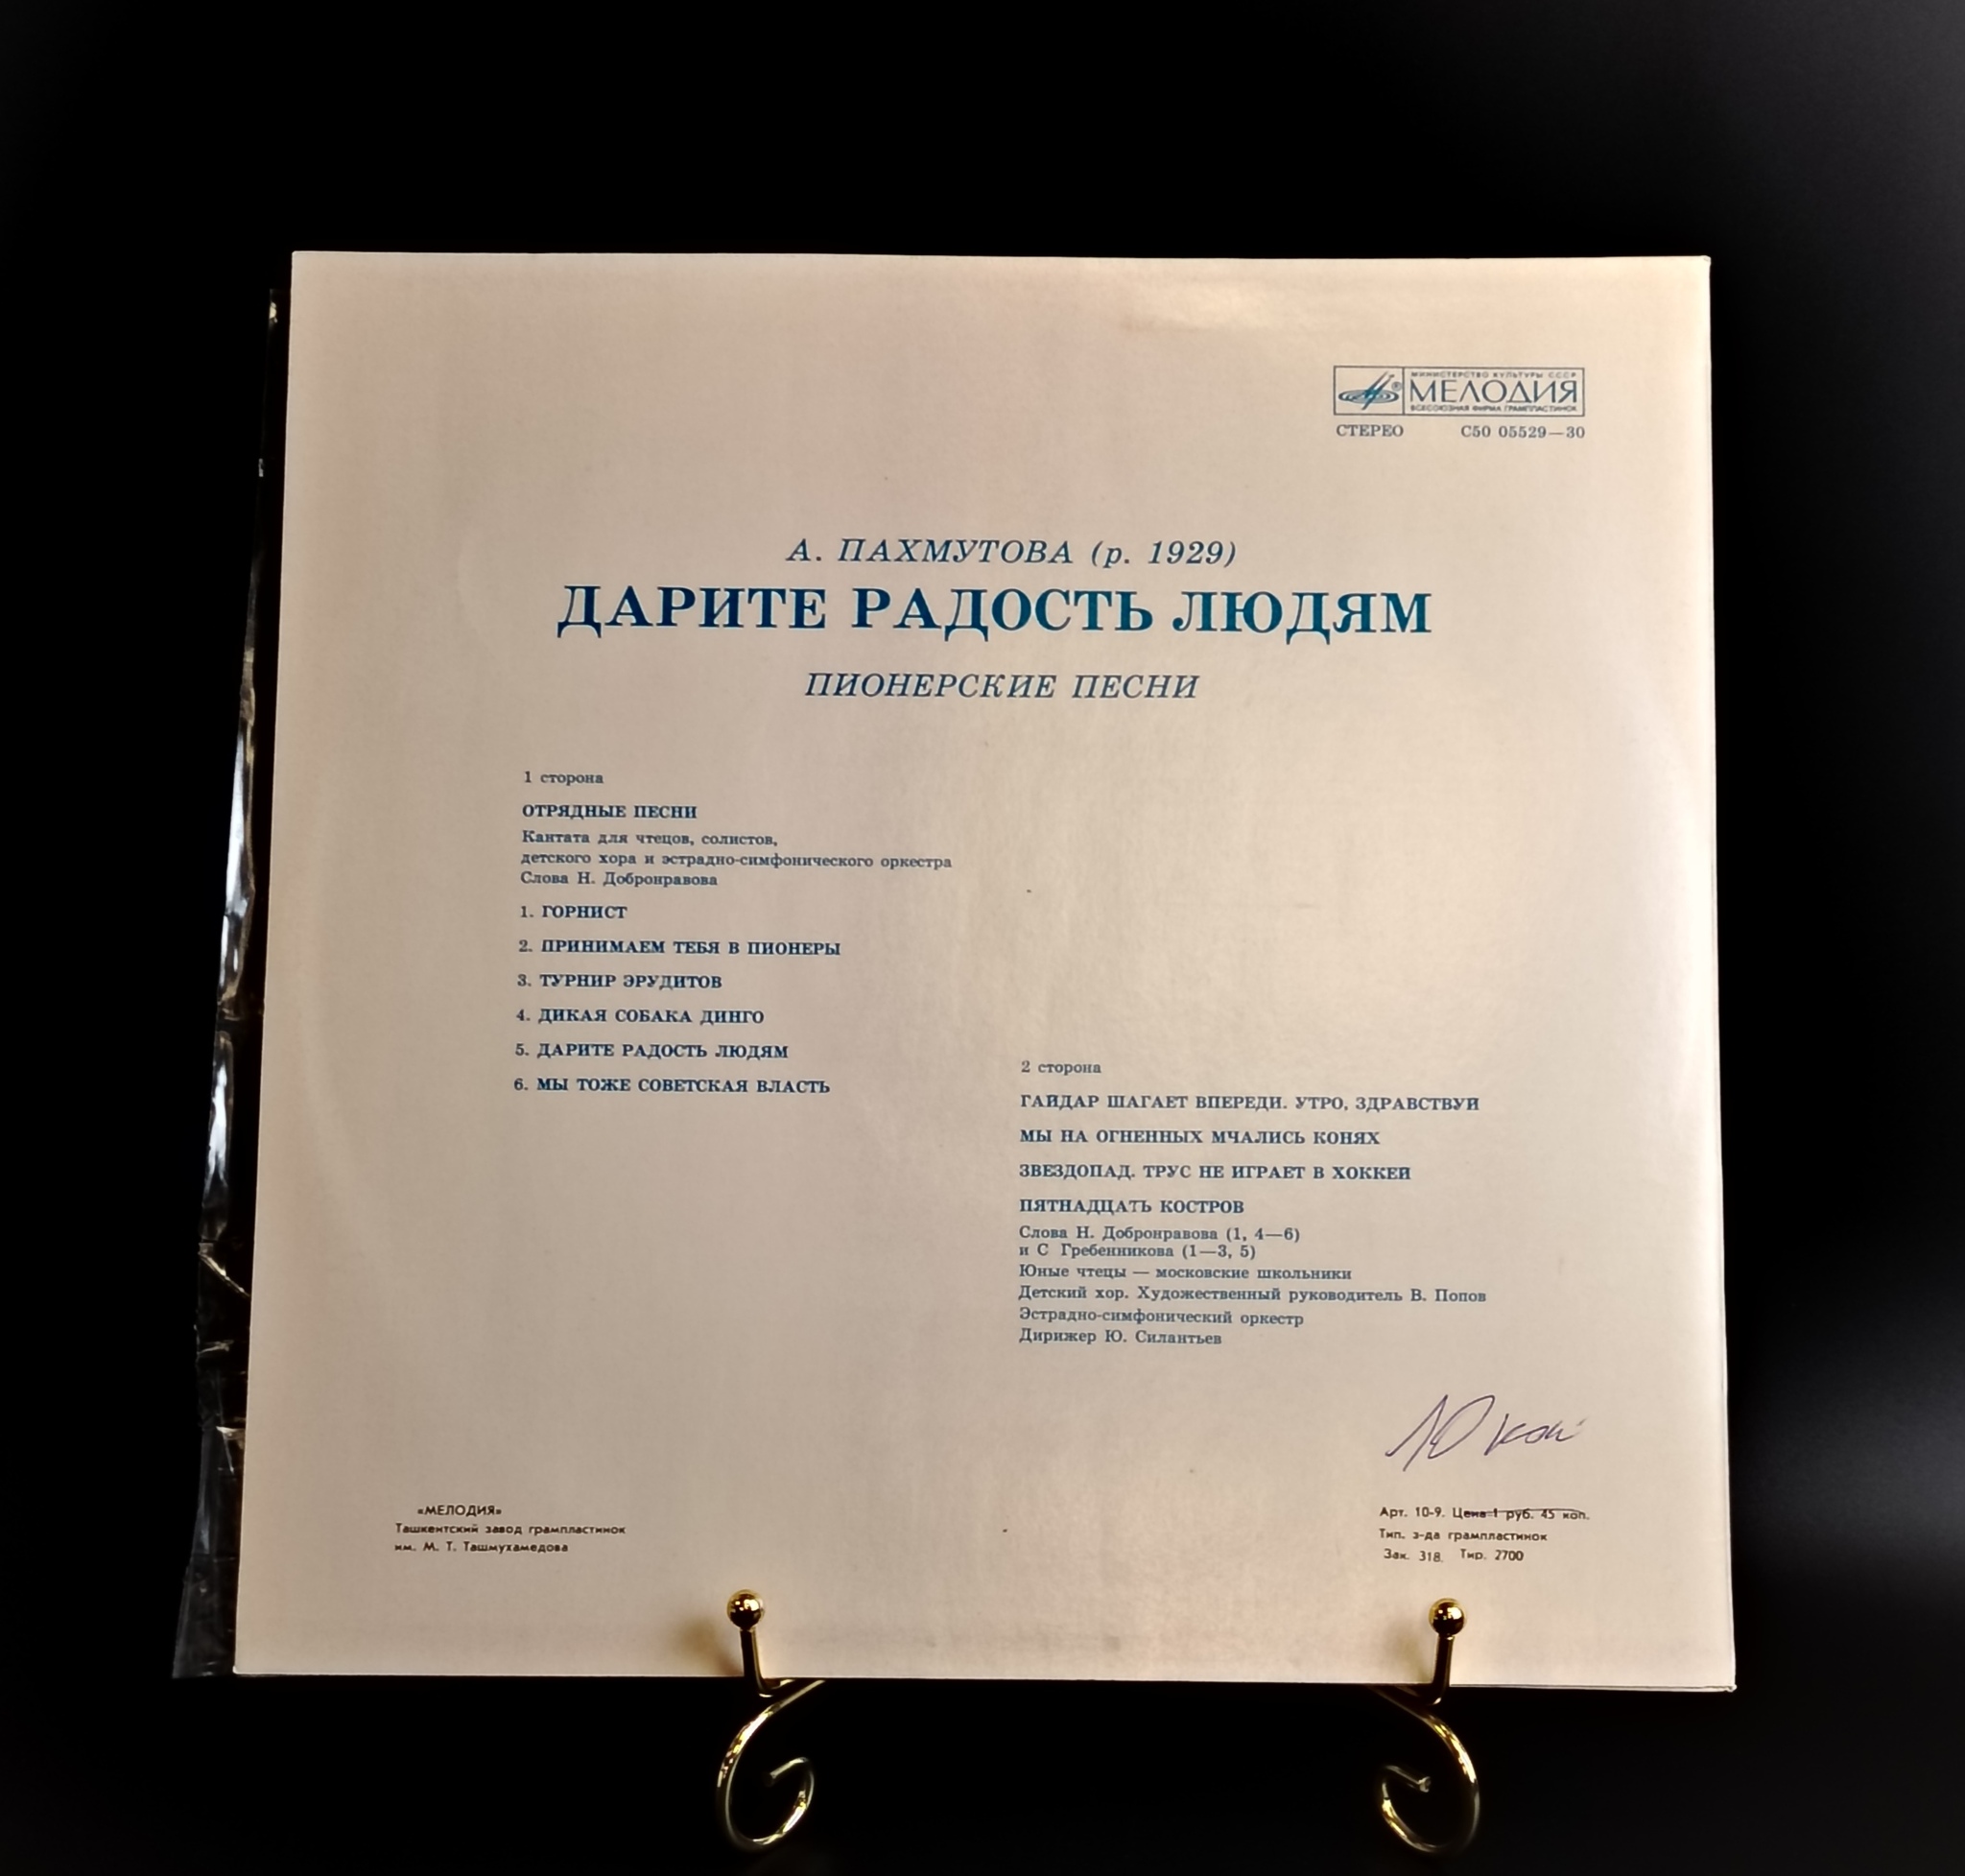 МИНИСТЕРСТВО КУЛЬТУРЫ СССР
МЕЛОДИЯ
ВСЕСОЮЗНАЯ ФИРМА ГРАМПЛАСТИНОК
СТЕРЕО С50 05529—30
А. ПАХМУТОВА (р. 1929)
ДАРИТЕ РАДОСТЬ ЛЮДЯМ
ПИОНЕРСКИЕ ПЕСНИ
1 сторона
ОТРЯДНЫЕ ПЕСНИ
Кантата для чтецов, солистов,
детского хора и эстрадно-симфонического оркестра
Слова Н. Добронравова
1. ГОРНИСТ
2. ПРИНИМАЕМ ТЕБЯ В ПИОНЕРЫ
3. ТУРНИР ЭРУДИТОВ
4. ДИКАЯ СОБАКА ДИНГО
5. ДАРИТЕ РАДОСТЬ ЛЮДЯМ
6. МЫ ТОЖЕ СОВЕТСКАЯ ВЛАСТЬ
2 сторона
ГАЙДАР ШАГАЕТ ВПЕРЕДИ. УТРО, ЗДРАВСТВУЙ
МЫ НА ОГНЕННЫХ МЧАЛИСЬ КОНЯХ
ЗВЕЗДОПАД. ТРУС НЕ ИГРАЕТ В ХОККЕЙ
ПЯТНАДЦАТЬ КОСТРОВ
Слова Н. Добронравова (1, 4—6)
и С Гребенникова (1—3, 5)
Юные чтецы — московские школьники
Детский хор. Художественный руководитель В. Попов
Эстрадно-симфонический оркестр
Дирижер Ю. Силантьев
10 коп
«МЕЛОДИЯ»
Ташкентский завод грампластинок
им. М. Т. Ташмухамедова
Арт. 10-9. Цена 1 руб. 45 коп.
Тип. з-да грампластинок
Зак. 318. Тир. 2700